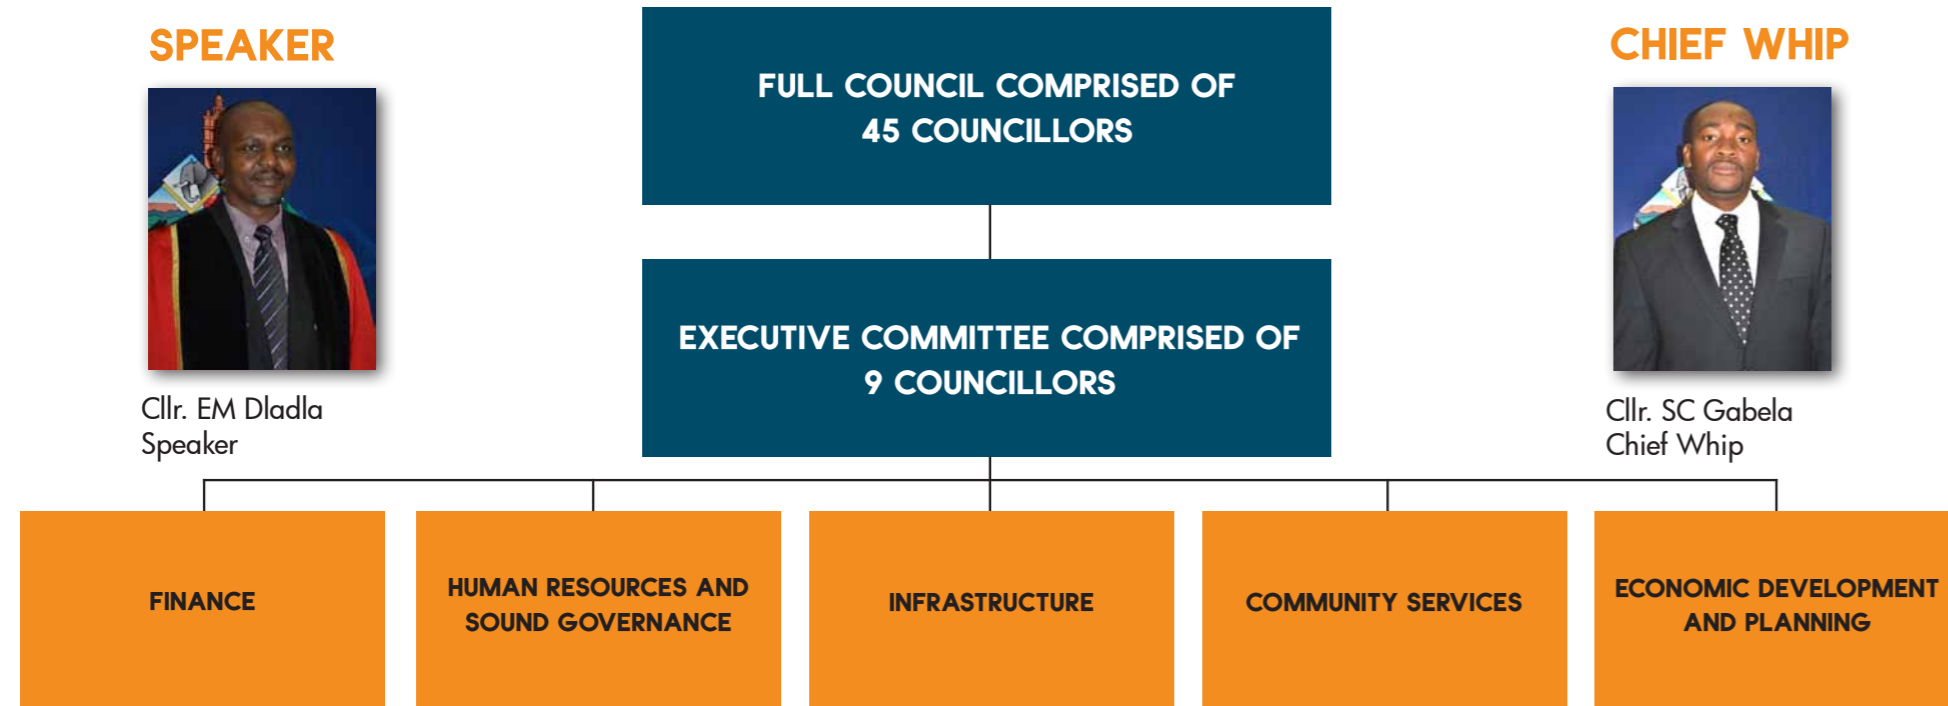 SPEAKER
Cllr. EM Dladla
Speaker
FULL COUNCIL COMPRISED OF
45 COUNCILLORS
EXECUTIVE COMMITTEE COMPRISED OF
9 COUNCILLORS
CHIEF WHIP
Cllr. SC Gabela
Chief Whip
FINANCE
HUMAN RESOURCES AND
SOUND GOVERNANCE
INFRASTRUCTURE
COMMUNITY SERVICES
ECONOMIC DEVELOPMENT
AND PLANNING